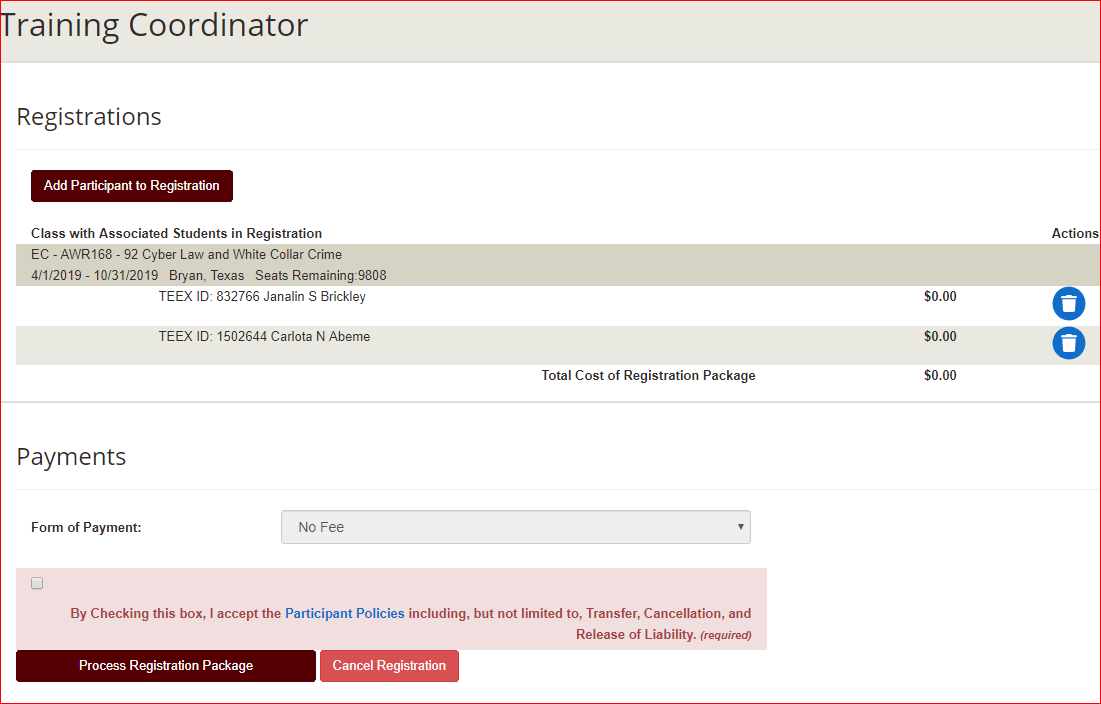 Training Coordinator
Registrations
Add Participant to Registration
Class with Associated Students in Registration Actions
EC - AWR168 - 92 Cyber Law and White Collar Crime
4/1/2019 - 10/31/2019 Bryan, Texas Seats Remaining:9808
TEEX ID: 832766 Janalin S Brickley $0.00
TEEX ID: 1502644 Carlota N Abeme $0.00
Total Cost of Registration Package $0.00
Payments
Form of Payment: No Fee
By Checking this box, I accept the Participant Policies including, but not limited to, Transfer, Cancellation, and
Release of Liability. (required)
Process Registration Package Cancel Registration